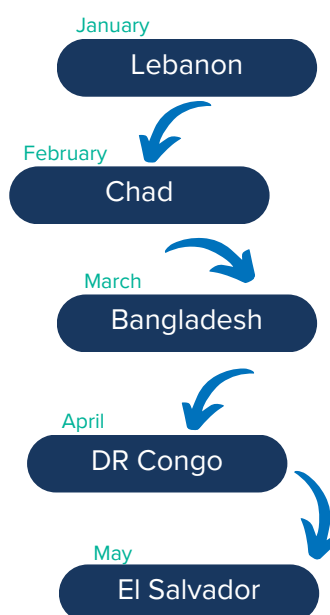 January
Lebanon
February
Chad
March
Bangladesh
April
DR Congo
May
El Salvador